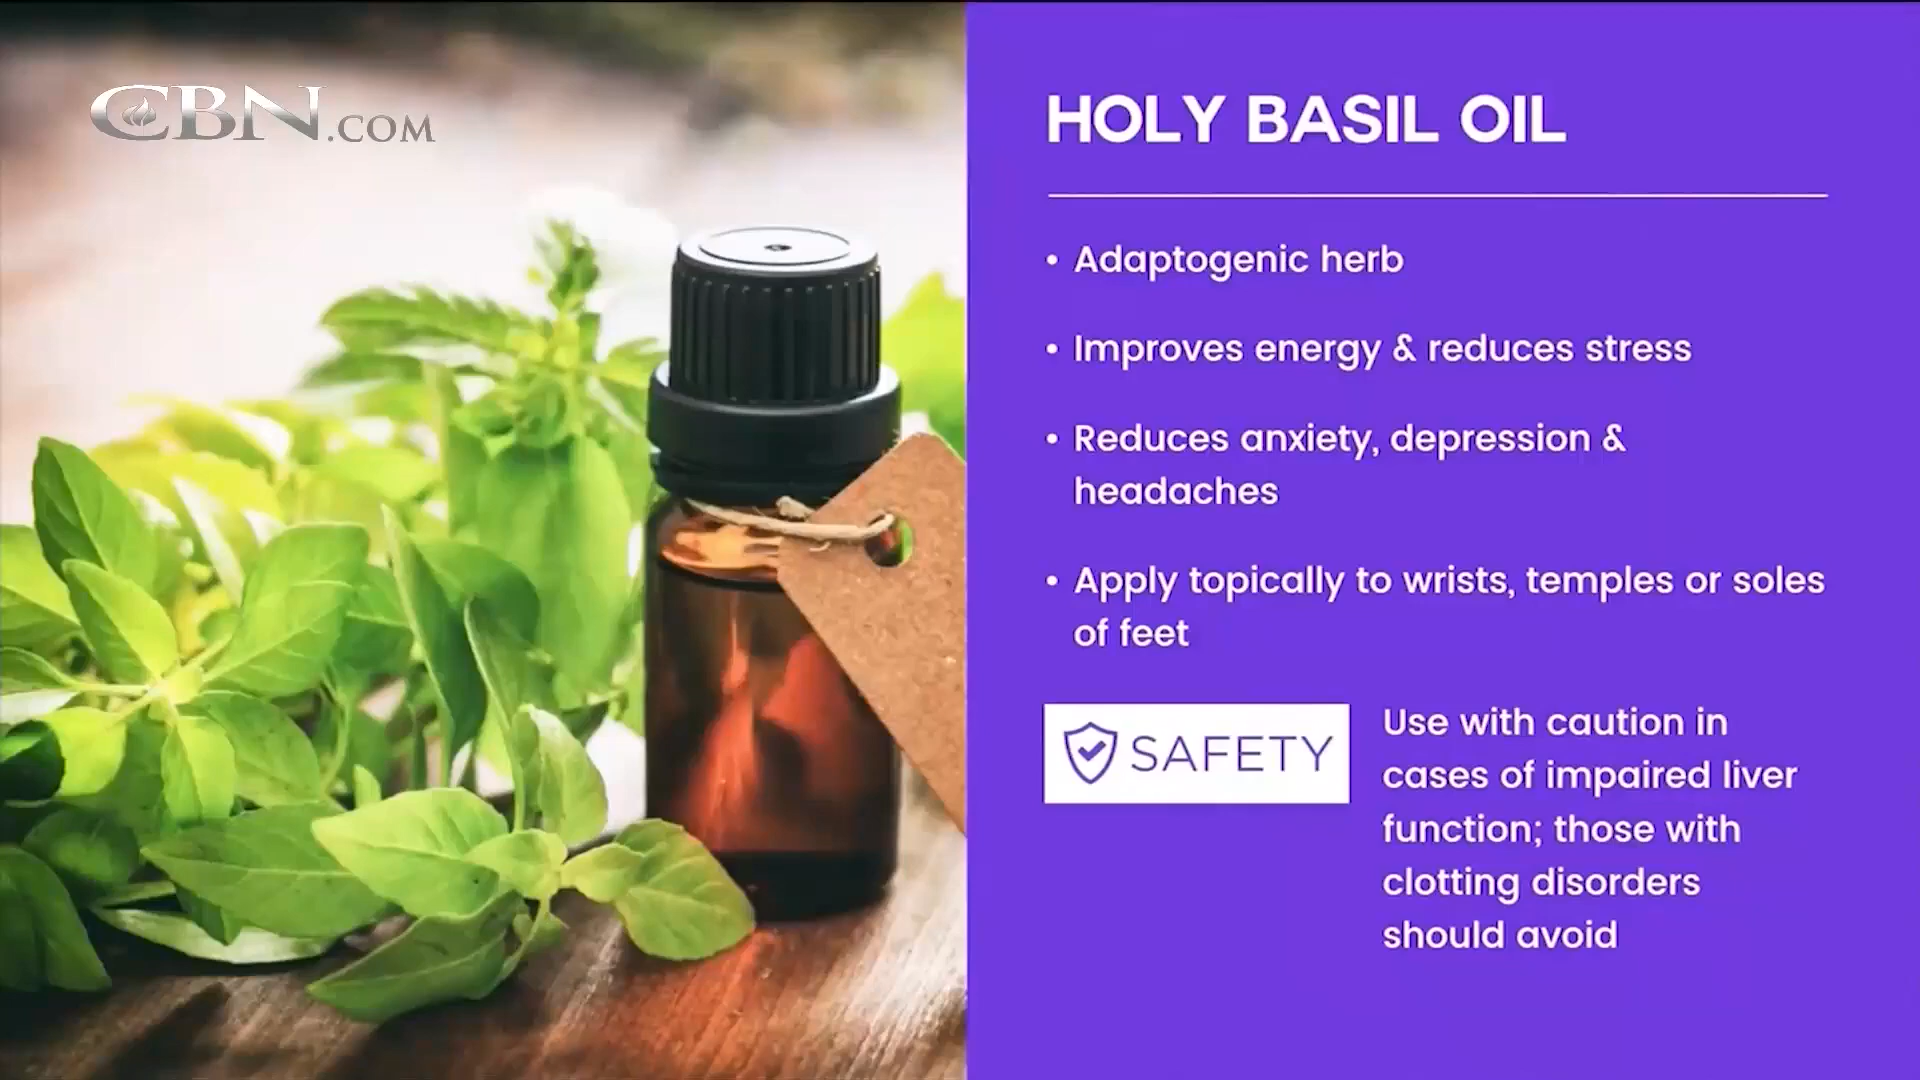 CBN.COM
HOLY BASIL OIL
• Adaptogenic herb
• Improves energy & reduces stress
• Reduces anxiety, depression &
headaches
• Apply topically to wrists, temples or soles
of feet
SAFETY
Use with caution in
cases of impaired liver
function; those with
clotting disorders
should avoid